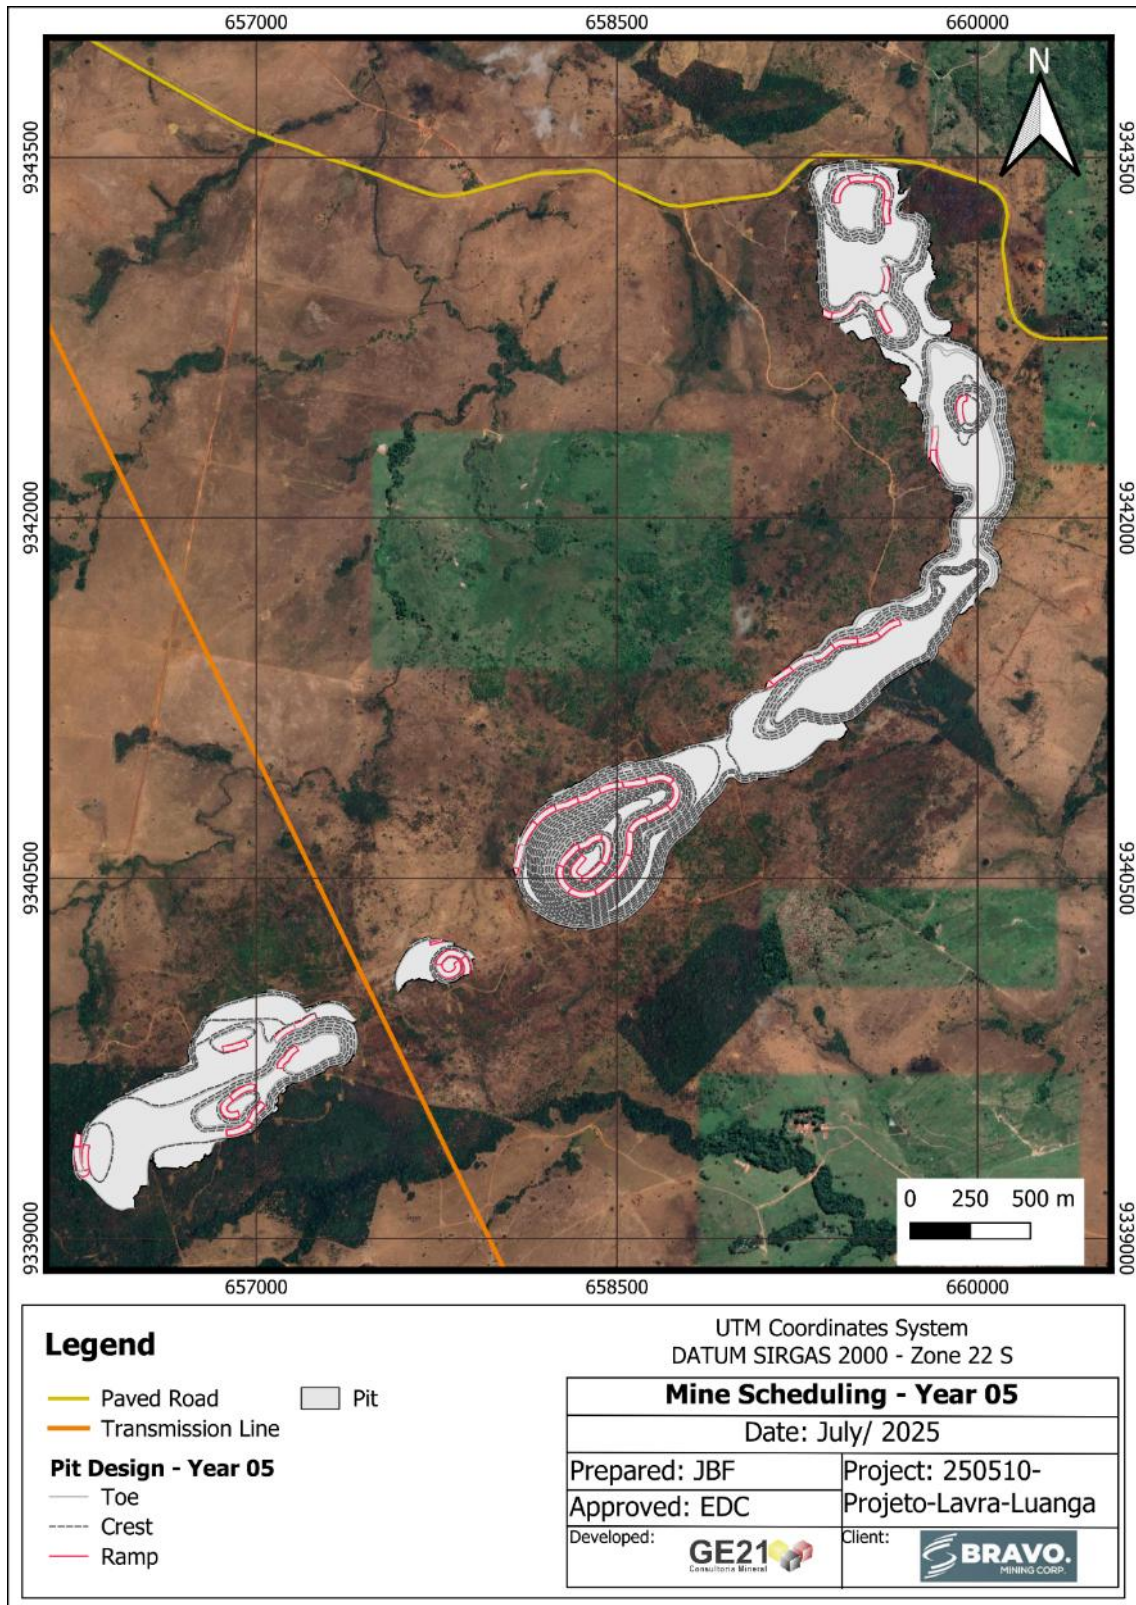 657000 658500 660000
N
9343500 9343500
9342000 9342000
9340500 9340500
9339000 9339000
0 250 500 m
657000 658500 660000
Legend
Paved Road Pit
Transmission Line
Pit Design - Year 05
Toe
Crest
Ramp
UTM Coordinates System
DATUM SIRGAS 2000 - Zone 22 S
Mine Scheduling - Year 05
Date: July/ 2025
Prepared: JBF
Approved: EDC
Project: 250510-
Projeto-Lavra-Luanga
Developed:
GE21
Consultoria Mineral
Client:
BRAVO.
MINING CORP.